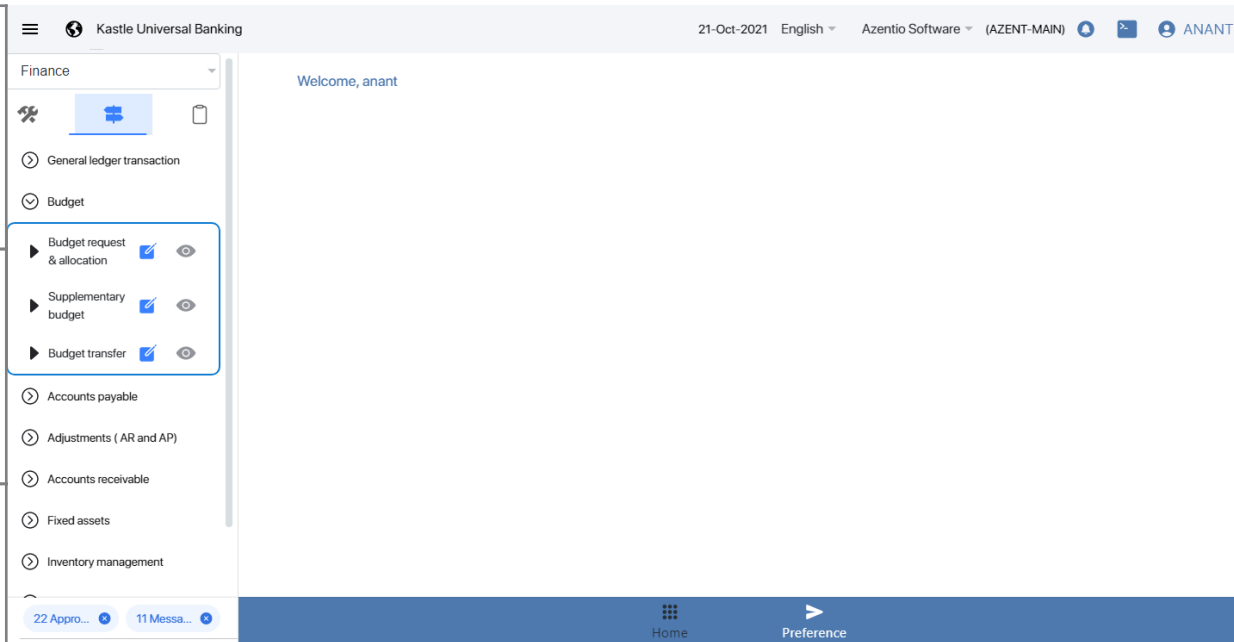 Kastle Universal Banking
21-Oct-2021 English Azentio Software (AZENT-MAIN) ANANT
Finance
Welcome, anant
General ledger transaction
Budget
Budget request
& allocation
Supplementary
budget
Budget transfer
Accounts payable
Adjustments ( AR and AP)
Accounts receivable
Fixed assets
Inventory management
22 Appro... 11 Messa...
Home Preference